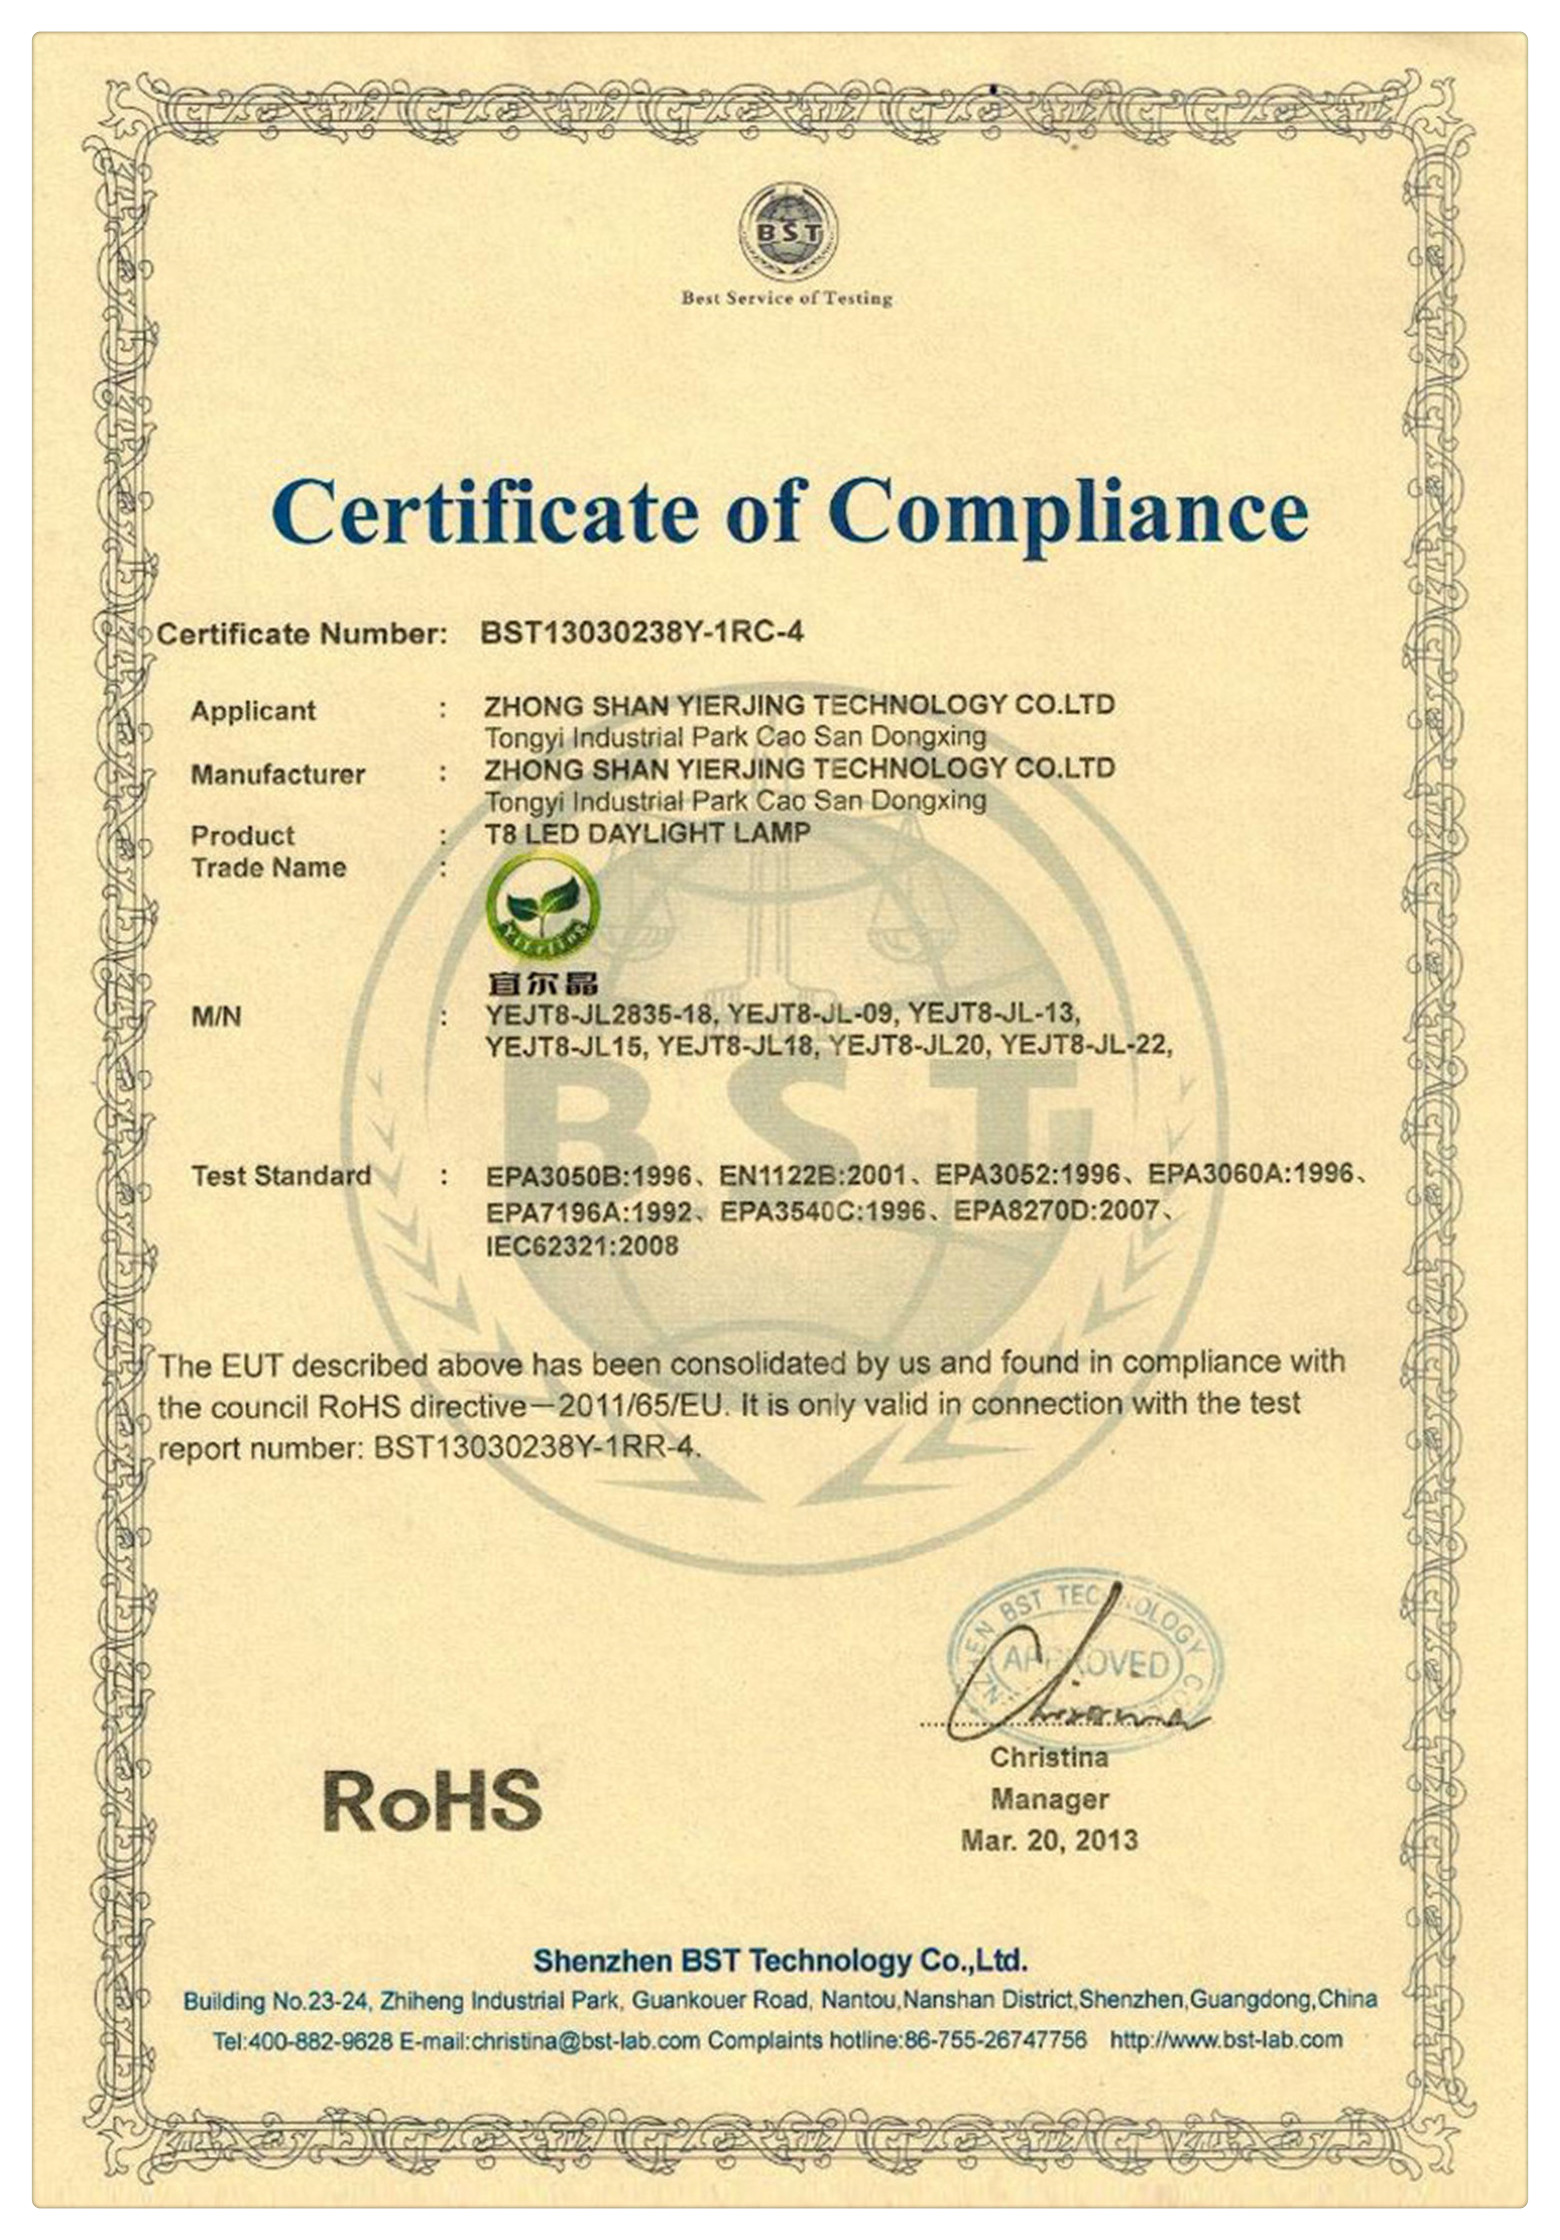 BST
Best Service of Testing
Certificate of Compliance
Certificate Number: BST13030238Y-1RC-4
Applicant : ZHONG SHAN YIERJING TECHNOLOGY CO.LTD
Tongyi Industrial Park Cao San Dongxing
Manufacturer : ZHONG SHAN YIERJING TECHNOLOGY CO.LTD
Tongyi Industrial Park Cao San Dongxing
Product : T8 LED DAYLIGHT LAMP
Trade Name :
YiErJing
宜尔晶
M/N : YEJT8-JL2835-18, YEJT8-JL-09, YEJT8-JL-13,
YEJT8-JL15, YEJT8-JL18, YEJT8-JL20, YEJT8-JL-22,
BST
Test Standard : EPA3050B:1996、EN1122B:2001、EPA3052:1996、EPA3060A:1996、
EPA7196A:1992、EPA3540C:1996、EPA8270D:2007、
IEC62321:2008
The EUT described above has been consolidated by us and found in compliance with
the council RoHS directive—2011/65/EU. It is only valid in connection with the test
report number: BST13030238Y-1RR-4.
BST TECHNOLOGY
APPROVED
Christina
Christina
Manager
Mar. 20, 2013
RoHS
Shenzhen BST Technology Co.,Ltd.
Building No.23-24, Zhiheng Industrial Park, Guankouer Road, Nantou,Nanshan District,Shenzhen,Guangdong,China
Tel:400-882-9628 E-mail:christina@bst-lab.com Complaints hotline:86-755-26747756 http://www.bst-lab.com